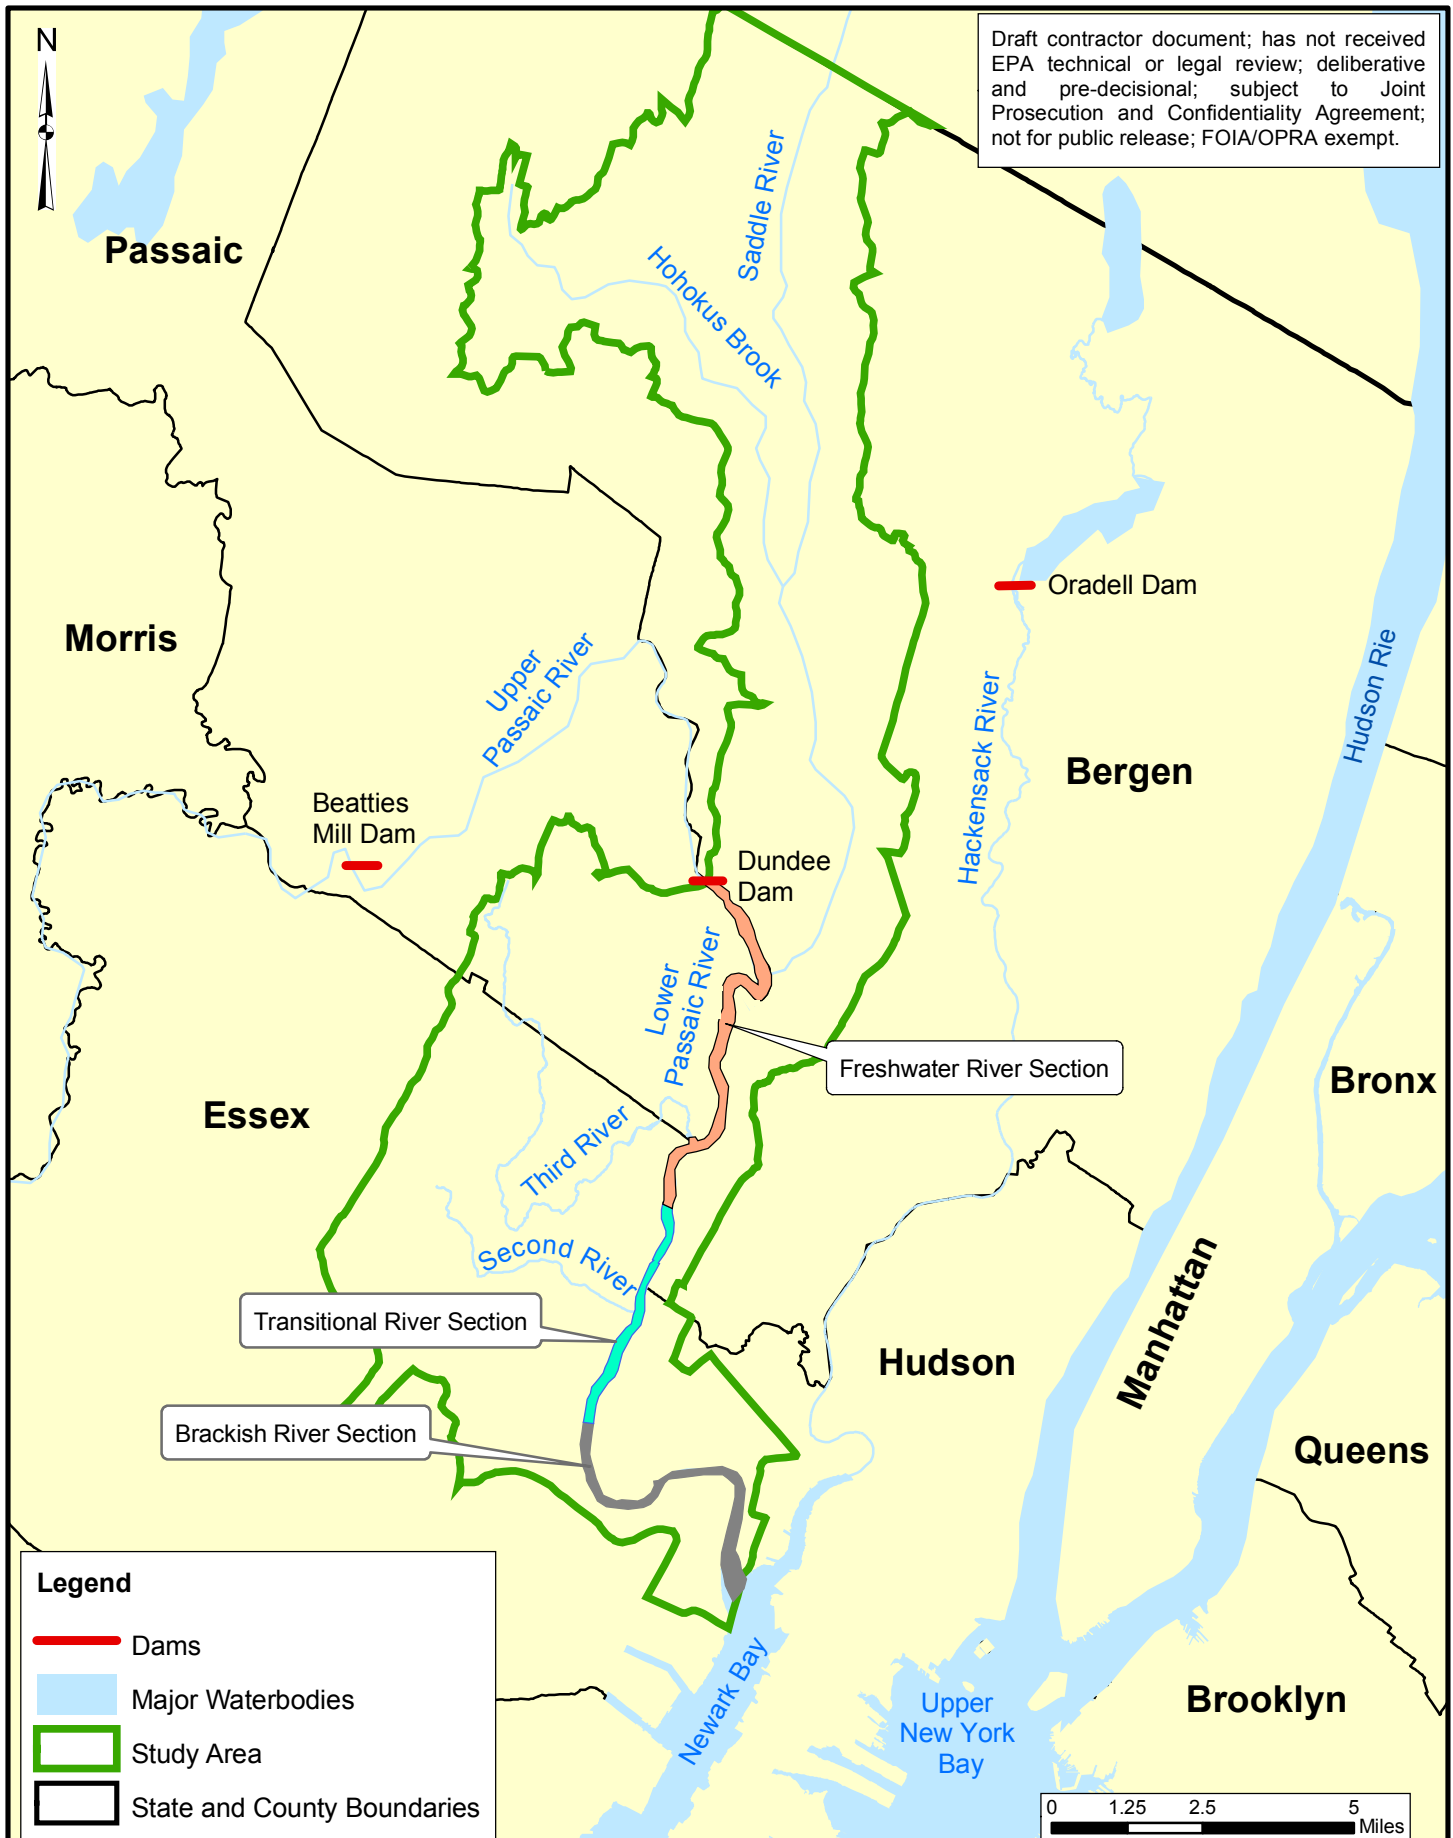 N
Draft contractor document; has not received
EPA technical or legal review; deliberative
and pre-decisional; subject to Joint
Prosecution and Confidentiality Agreement;
not for public release; FOIA/OPRA exempt.
Saddle River
Passaic
Hohokus Brook
Oradell Dam
Morris
Upper
Passaic River
Hudson Rie
Hackensack River
Bergen
Beatties
Mill Dam
Dundee
Dam
Lower
Passaic River
Freshwater River Section
Bronx
Essex
Third River
Second River
Transitional River Section
Manhattan
Hudson
Brackish River Section
Queens
Legend
Dams
Major Waterbodies
Study Area
State and County Boundaries
Newark Bay
Upper
New York
Bay
Brooklyn
0 1.25 2.5 5
Miles